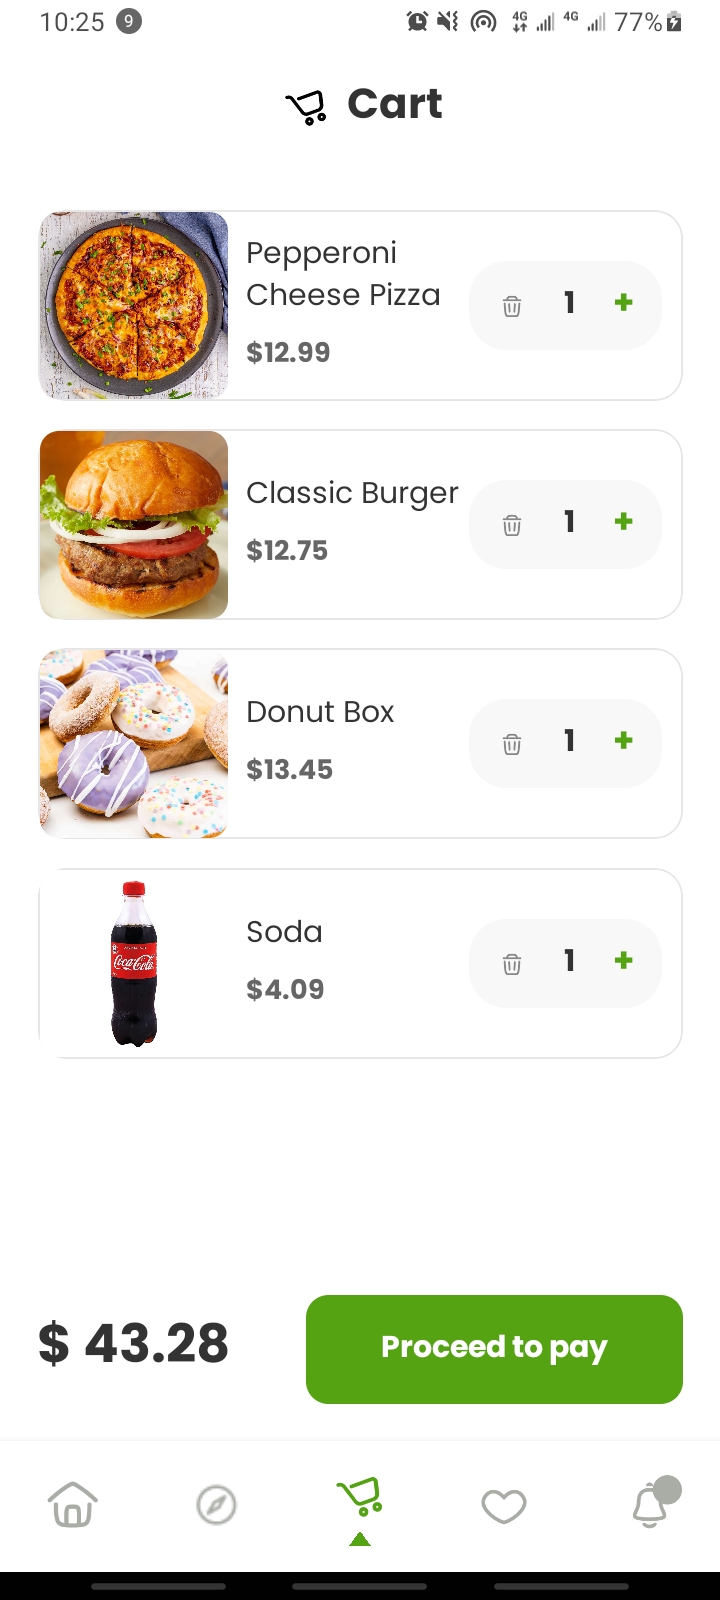 10:25 9 4G 4G 77%
Cart
Pepperoni
Cheese Pizza
$12.99
1 +
Classic Burger
$12.75
1 +
Donut Box
$13.45
1 +
Coca-Cola
Soda
$4.09
1 +
$ 43.28
Proceed to pay